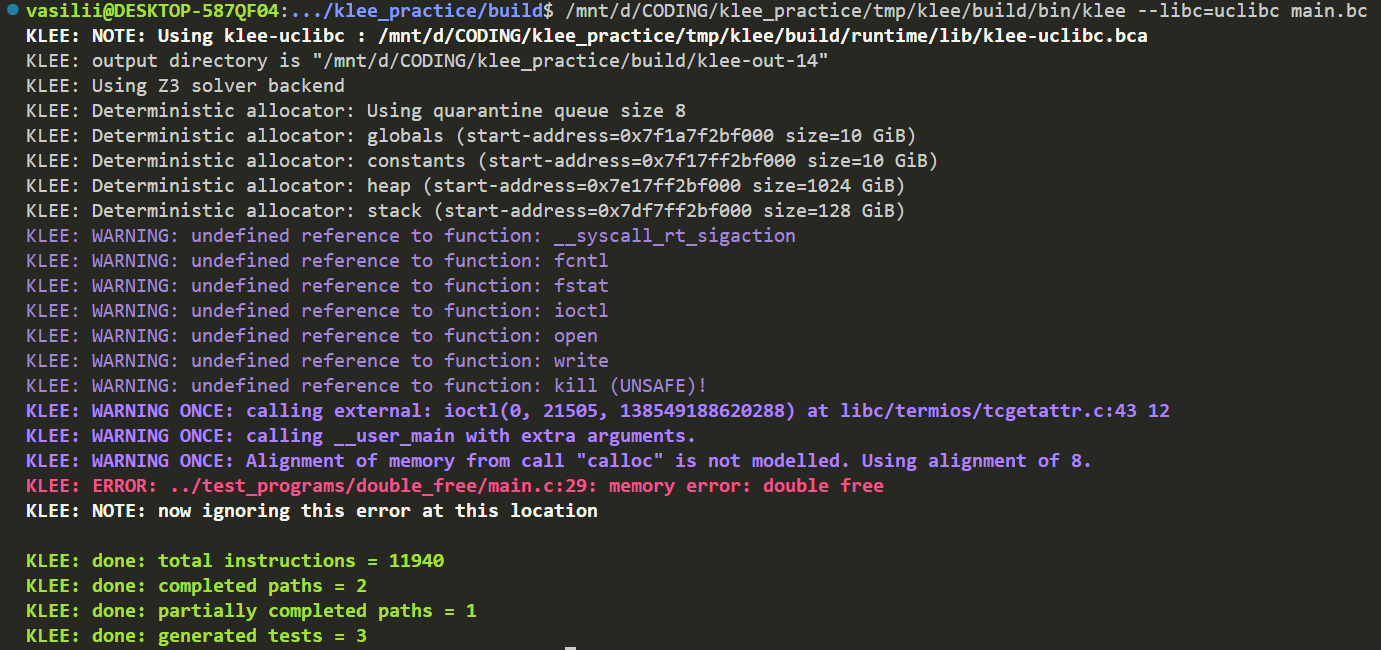 vasilii@DESKTOP-587QF04:.../klee_practice/build$ /mnt/d/CODING/klee_practice/tmp/klee/build/bin/klee --libc=uclibc main.bc
KLEE: NOTE: Using klee-uclibc : /mnt/d/CODING/klee_practice/tmp/klee/build/runtime/lib/klee-uclibc.bca
KLEE: output directory is "/mnt/d/CODING/klee_practice/build/klee-out-14"
KLEE: Using Z3 solver backend
KLEE: Deterministic allocator: Using quarantine queue size 8
KLEE: Deterministic allocator: globals (start-address=0x7f1a7f2bf000 size=10 GiB)
KLEE: Deterministic allocator: constants (start-address=0x7f17ff2bf000 size=10 GiB)
KLEE: Deterministic allocator: heap (start-address=0x7e17ff2bf000 size=1024 GiB)
KLEE: Deterministic allocator: stack (start-address=0x7df7ff2bf000 size=128 GiB)
KLEE: WARNING: undefined reference to function: __syscall_rt_sigaction
KLEE: WARNING: undefined reference to function: fcntl
KLEE: WARNING: undefined reference to function: fstat
KLEE: WARNING: undefined reference to function: ioctl
KLEE: WARNING: undefined reference to function: open
KLEE: WARNING: undefined reference to function: write
KLEE: WARNING: undefined reference to function: kill (UNSAFE)!
KLEE: WARNING ONCE: calling external: ioctl(0, 21505, 138549188620288) at libc/termios/tcgetattr.c:43 12
KLEE: WARNING ONCE: calling __user_main with extra arguments.
KLEE: WARNING ONCE: Alignment of memory from call "calloc" is not modelled. Using alignment of 8.
KLEE: ERROR: ../test_programs/double_free/main.c:29: memory error: double free
KLEE: NOTE: now ignoring this error at this location
KLEE: done: total instructions = 11940
KLEE: done: completed paths = 2
KLEE: done: partially completed paths = 1
KLEE: done: generated tests = 3